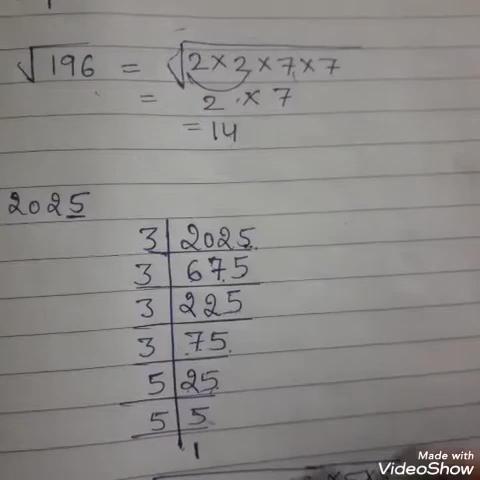 √196 = √2×2×7×7
= 2 × 7
= 14
2025
3 | 2025
3 | 675
3 | 225
3 | 75
5 | 25
5 | 5
1
Made with
VideoShow